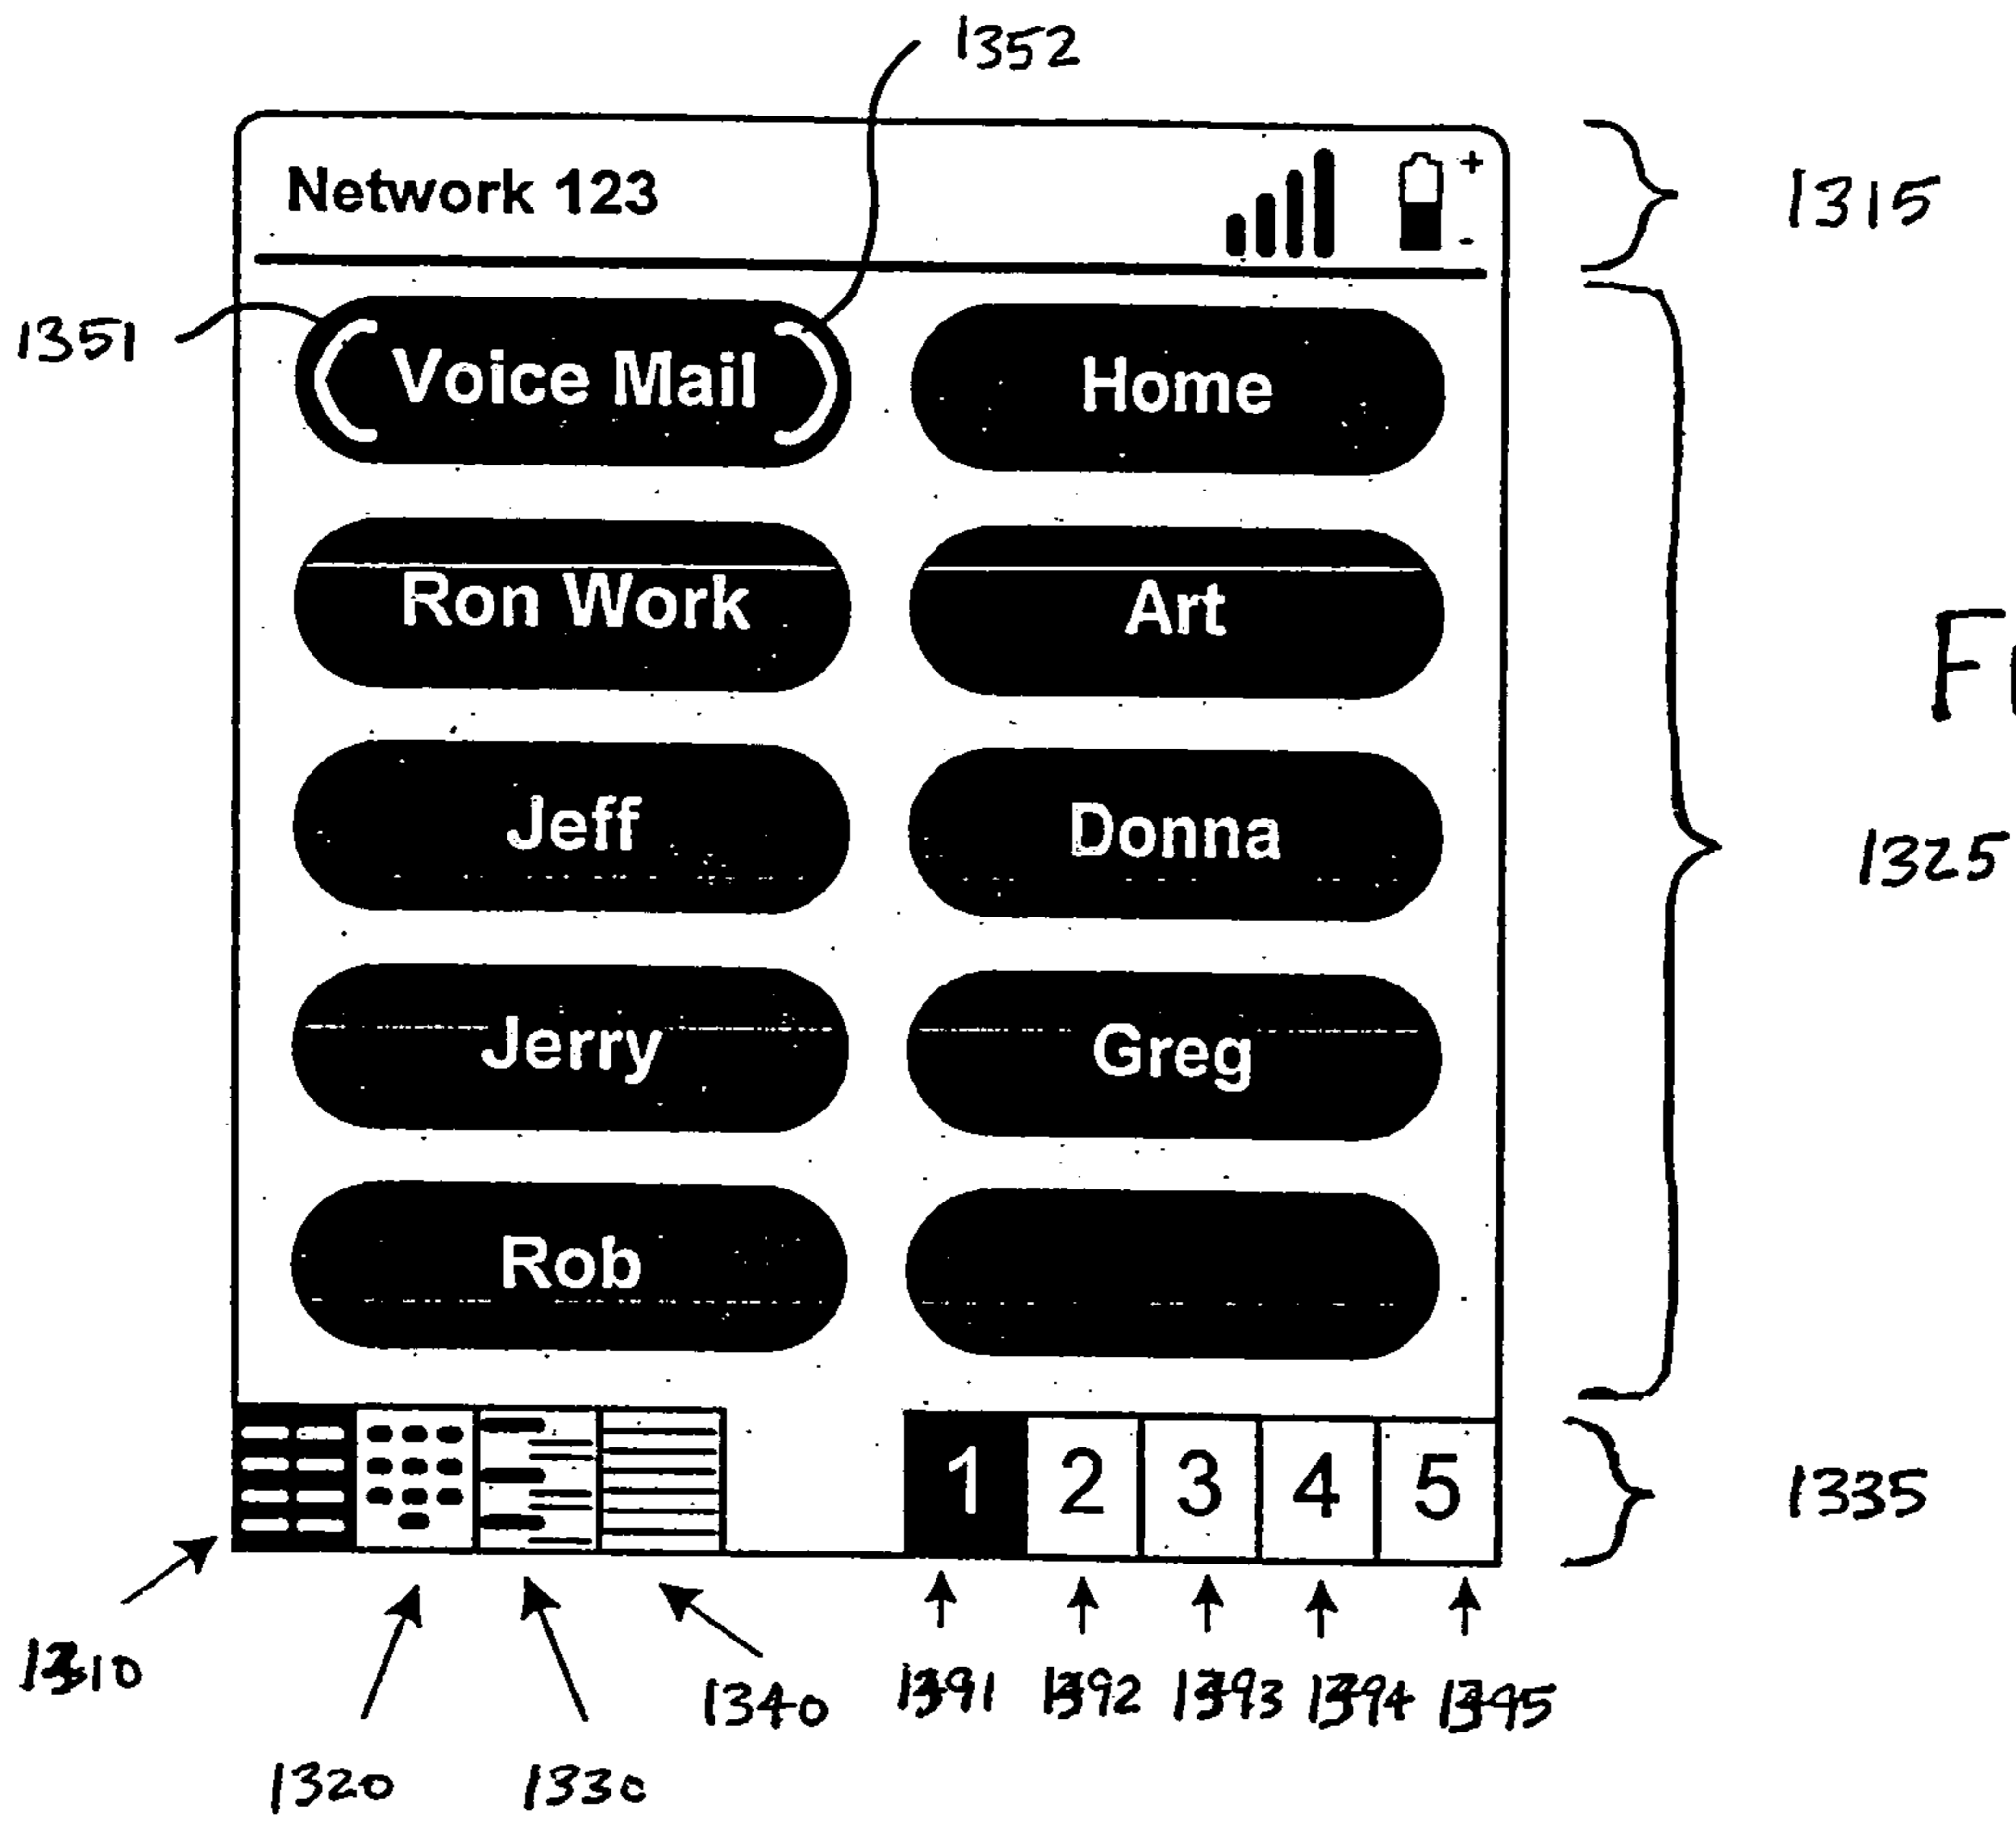 1352
Network 123
1315
1351
Voice Mail
Home
Ron Work
Art
Jeff
Donna
1325
Jerry
Greg
Rob
1 2 3 4 5
1335
1310
1340
1391 1392 1393 1394
1320
1330